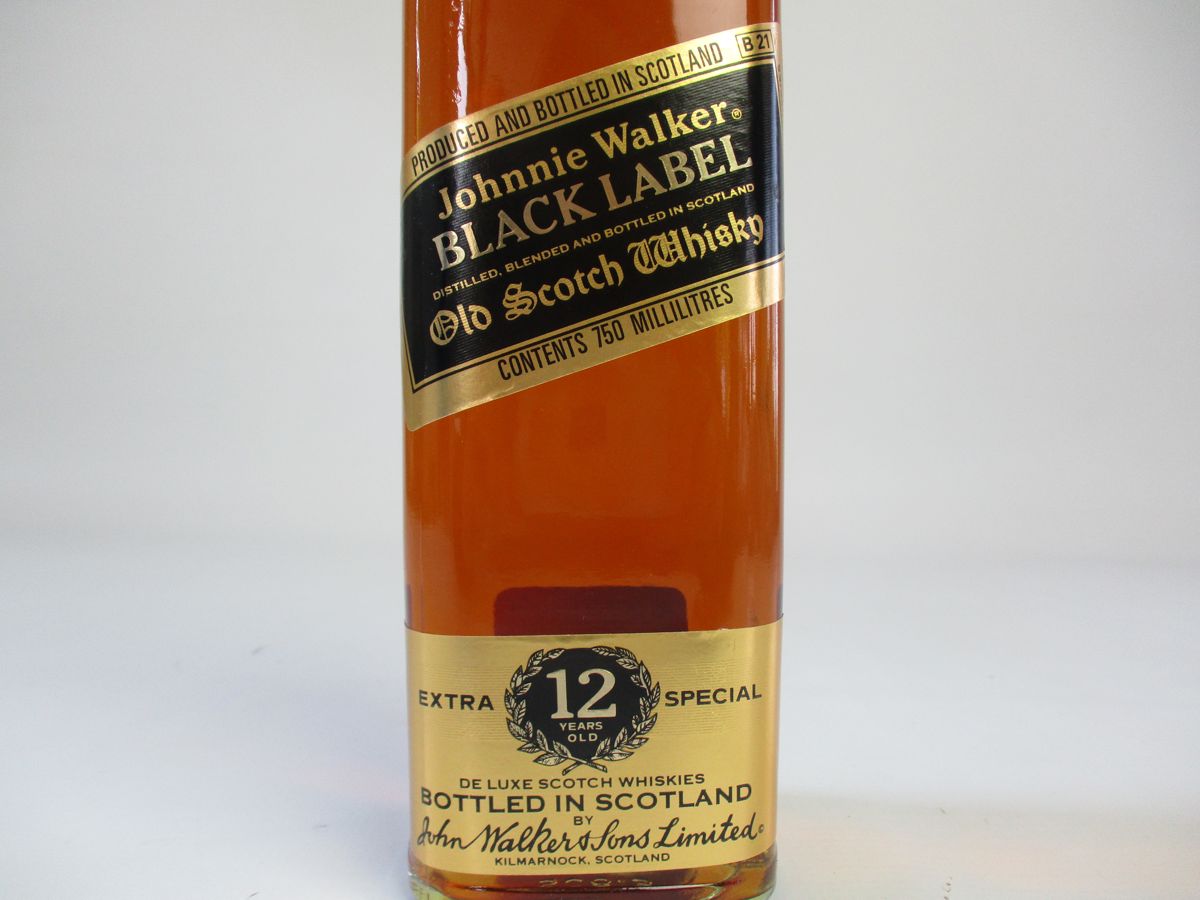 PRODUCED AND BOTTLED IN SCOTLAND B 21
Johnnie Walker®
BLACK LABEL
DISTILLED, BLENDED AND BOTTLED IN SCOTLAND
Old Scotch Whisky
CONTENTS 750 MILLILITRES
EXTRA 12 SPECIAL
YEARS
OLD
DE LUXE SCOTCH WHISKIES
BOTTLED IN SCOTLAND
BY
John Walker & Sons Limited
KILMARNOCK, SCOTLAND